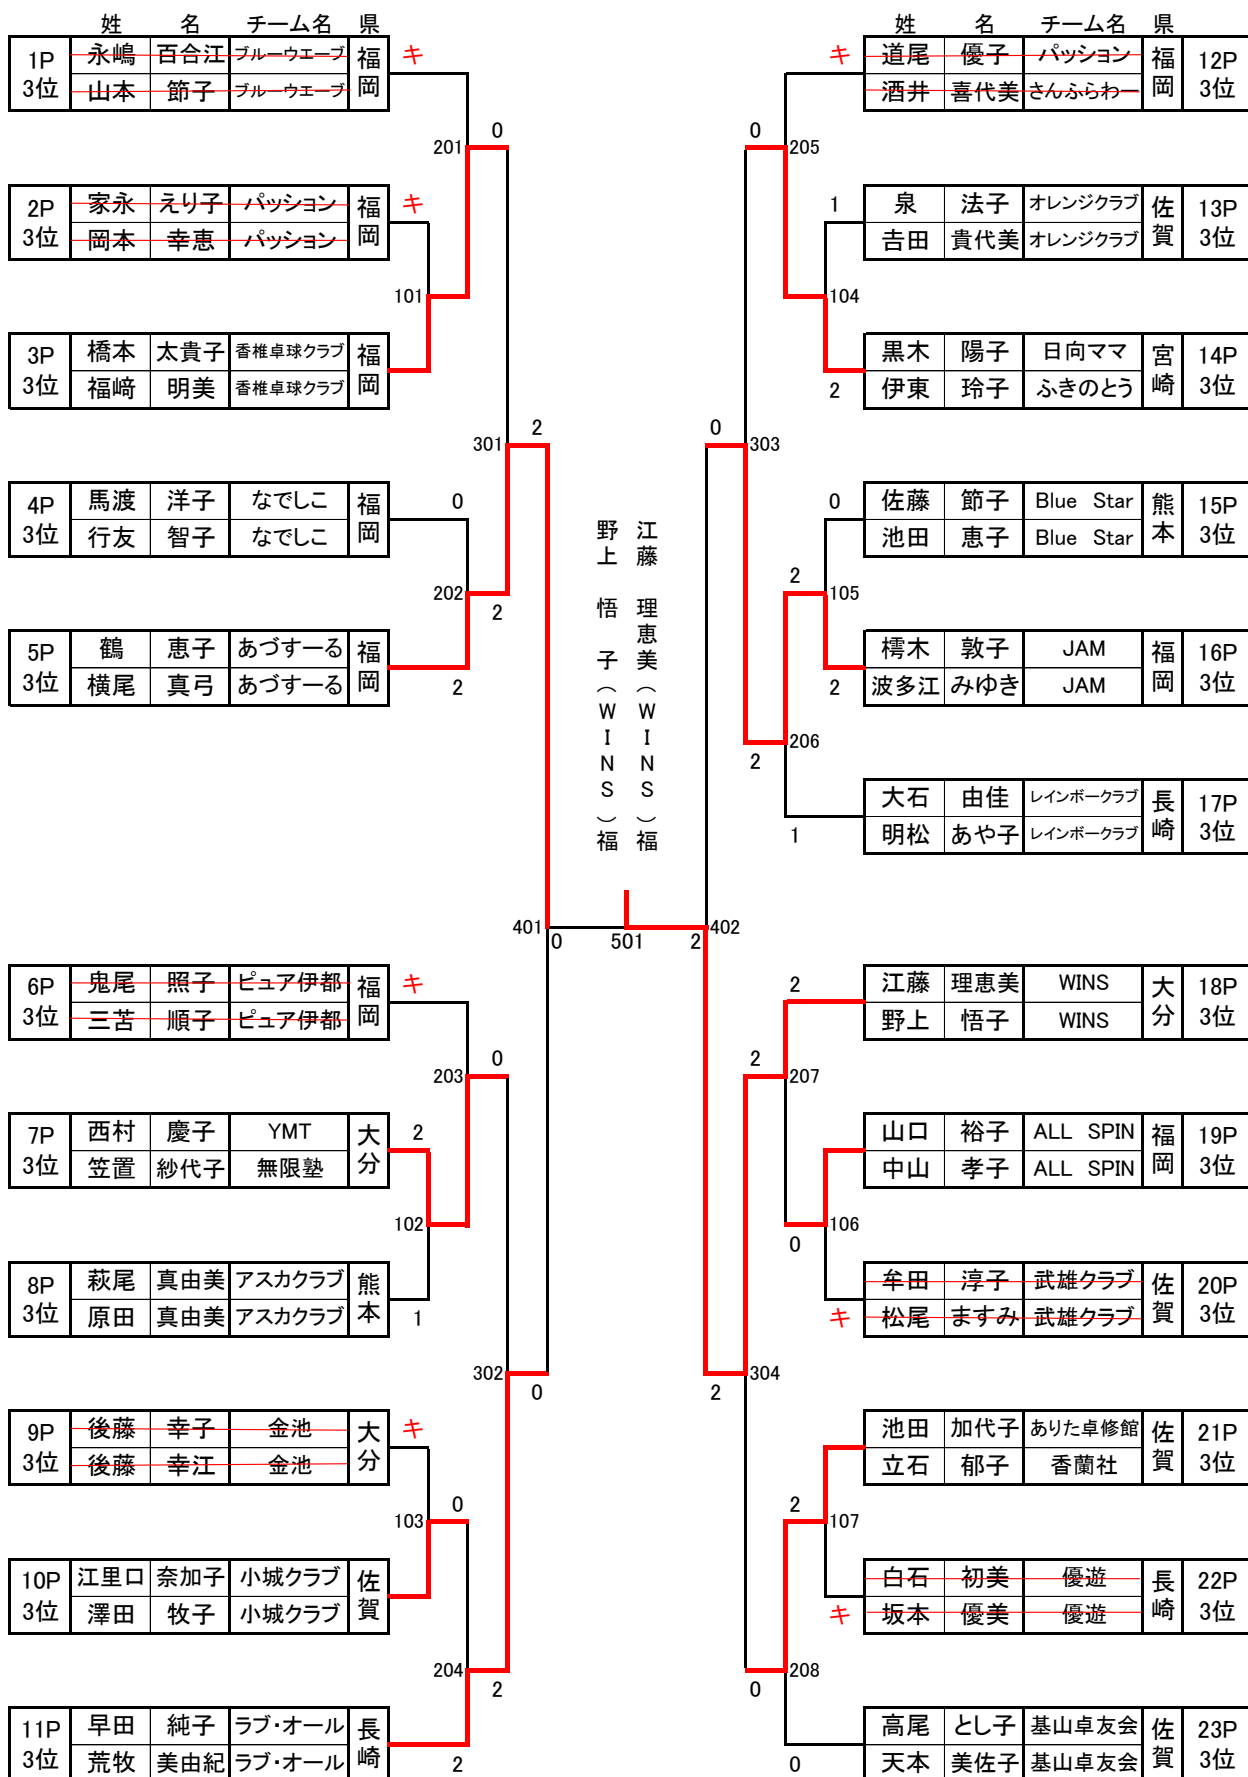 姓 名 チーム名 県
1P 3位 永嶋 百合江 ブルーウエーブ 福岡 キ
山本 節子 ブルーウエーブ
0
201
2P 3位 家永 えり子 パッション 福岡 キ
岡本 幸恵 パッション
101
3P 3位 橋本 太貴子 香椎卓球クラブ 福岡
福﨑 明美 香椎卓球クラブ
2
301
4P 3位 馬渡 洋子 なでしこ 福岡 0
行友 智子 なでしこ
202
2
5P 3位 鶴 恵子 あづすーる 福岡
横尾 真弓 あづすーる
2
401
0
6P 3位 鬼尾 照子 ピュア伊都 福岡 キ
三苫 順子 ピュア伊都
0
203
7P 3位 西村 慶子 YMT 大分 2
笠置 紗代子 無限塾
102
8P 3位 萩尾 真由美 アスカクラブ 熊本
原田 真由美 アスカクラブ 1
302
0
9P 3位 後藤 幸子 金池 大分 キ
後藤 幸江 金池
0
103
10P 3位 江里口 奈加子 小城クラブ 佐賀
澤田 牧子 小城クラブ
204
2
11P 3位 早田 純子 ラブ・オール 長崎
荒牧 美由紀 ラブ・オール
2
江藤 理恵美(WINS)福
野上 悟 子(WINS)福
501
姓 名 チーム名 県
キ 道尾 優子 パッション 福岡 12P 3位
酒井 喜代美 さんふらわー
0
205
1 泉 法子 オレンジクラブ 佐賀 13P 3位
吉田 貴代美 オレンジクラブ
104
黒木 陽子 日向ママ 宮崎 14P 3位
2 伊東 玲子 ふきのとう
0
303
0 佐藤 節子 Blue Star 熊本 15P 3位
池田 恵子 Blue Star
2
105
樗木 敦子 JAM 福岡 16P 3位
2 波多江 みゆき JAM
206
2
大石 由佳 レインボークラブ 長崎 17P 3位
1 明松 あや子 レインボークラブ
2 402
2 江藤 理恵美 WINS 大分 18P 3位
野上 悟子 WINS
2
207
山口 裕子 ALL SPIN 福岡 19P 3位
中山 孝子 ALL SPIN
106
0
牟田 淳子 武雄クラブ 佐賀 20P 3位
キ 松尾 ますみ 武雄クラブ
304
2
池田 加代子 ありた卓修館 佐賀 21P 3位
立石 郁子 香蘭社
2
107
白石 初美 優遊 長崎 22P 3位
キ 坂本 優美 優遊
208
0
高尾 とし子 基山卓友会 佐賀 23P 3位
0 天本 美佐子 基山卓友会